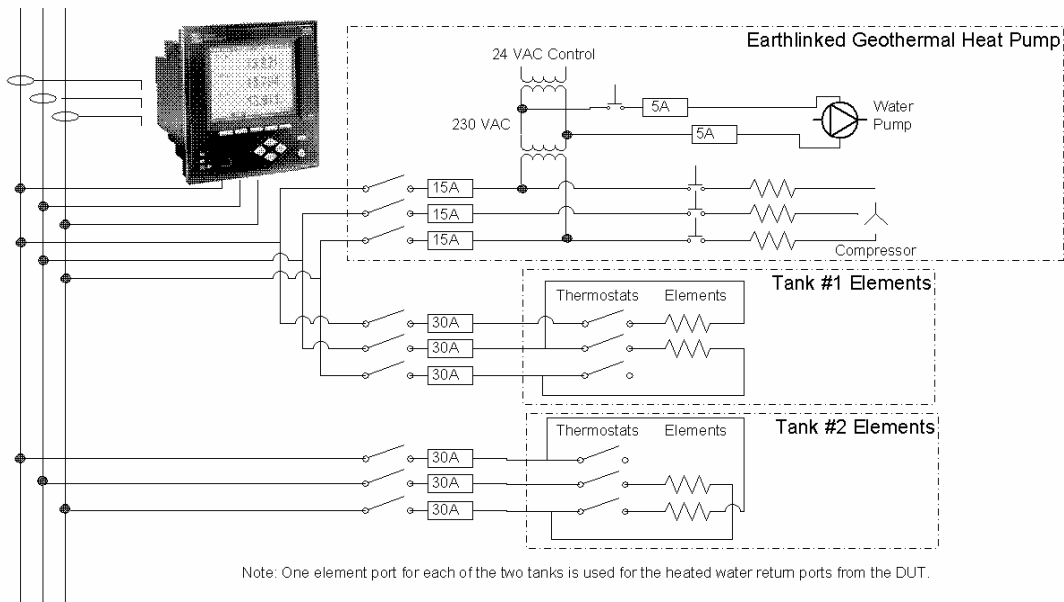 Earthlinked Geothermal Heat Pump
24 VAC Control
5A
Water
Pump
230 VAC
5A
15A
15A
15A
Compressor
Tank #1 Elements
Thermostats Elements
30A
30A
30A
Tank #2 Elements
Thermostats Elements
30A
30A
30A
Note: One element port for each of the two tanks is used for the heated water return ports from the DUT.